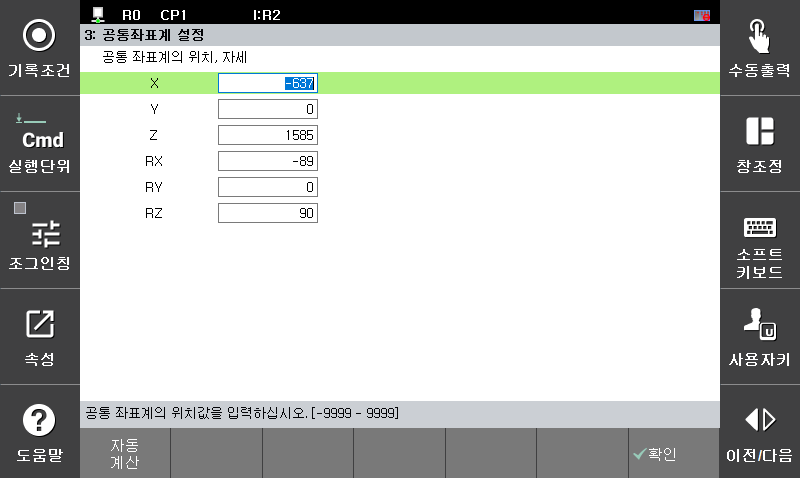 R0 CP1 I:R2
3: 공통좌표계 설정
공통 좌표계의 위치, 자세
X -637
Y 0
Z 1585
RX -89
RY 0
RZ 90
공통 좌표계의 위치값을 입력하십시오. [-9999 - 9999]
자동
계산
확인
기록조건
Cmd
실행단위
조그인칭
속성
?
도움말
수동출력
창조정
소프트
키보드
U
사용자키
이전/다음